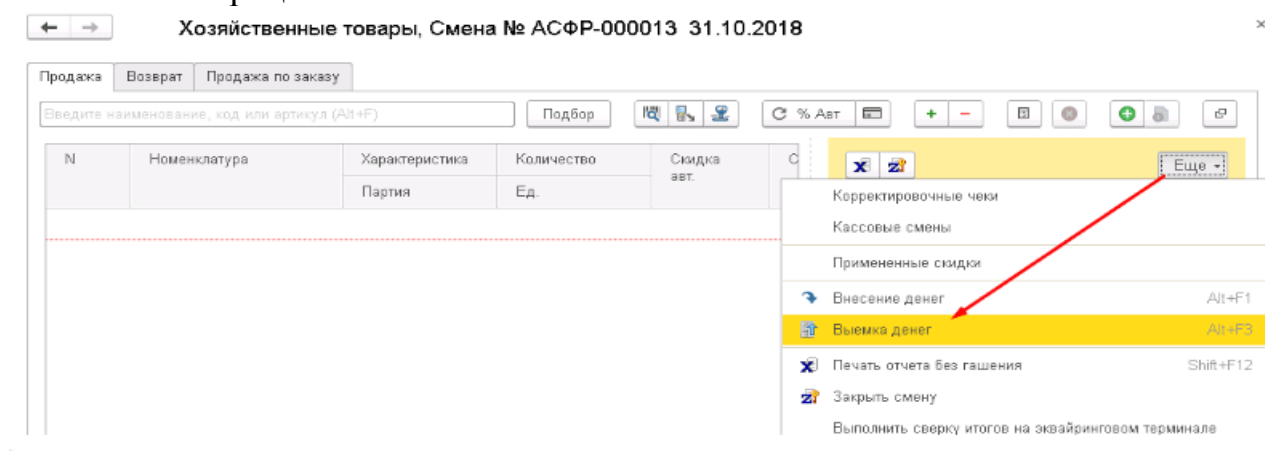 Хозяйственные товары, Смена № АСФР-000013 31.10.2018
Продажа Возврат Продажа по заказу
Введите наименование, код или артикул (Alt+F) Подбор % Авт
N Номенклатура Характеристика Количество Скидка авт. С
Партия Ед.
Еще
Корректировочные чеки
Кассовые смены
Примененные скидки
Внесение денег Alt+F1
Выемка денег Alt+F3
Печать отчета без гашения Shift+F12
Закрыть смену
Выполнить сверку итогов на эквайринговом терминале